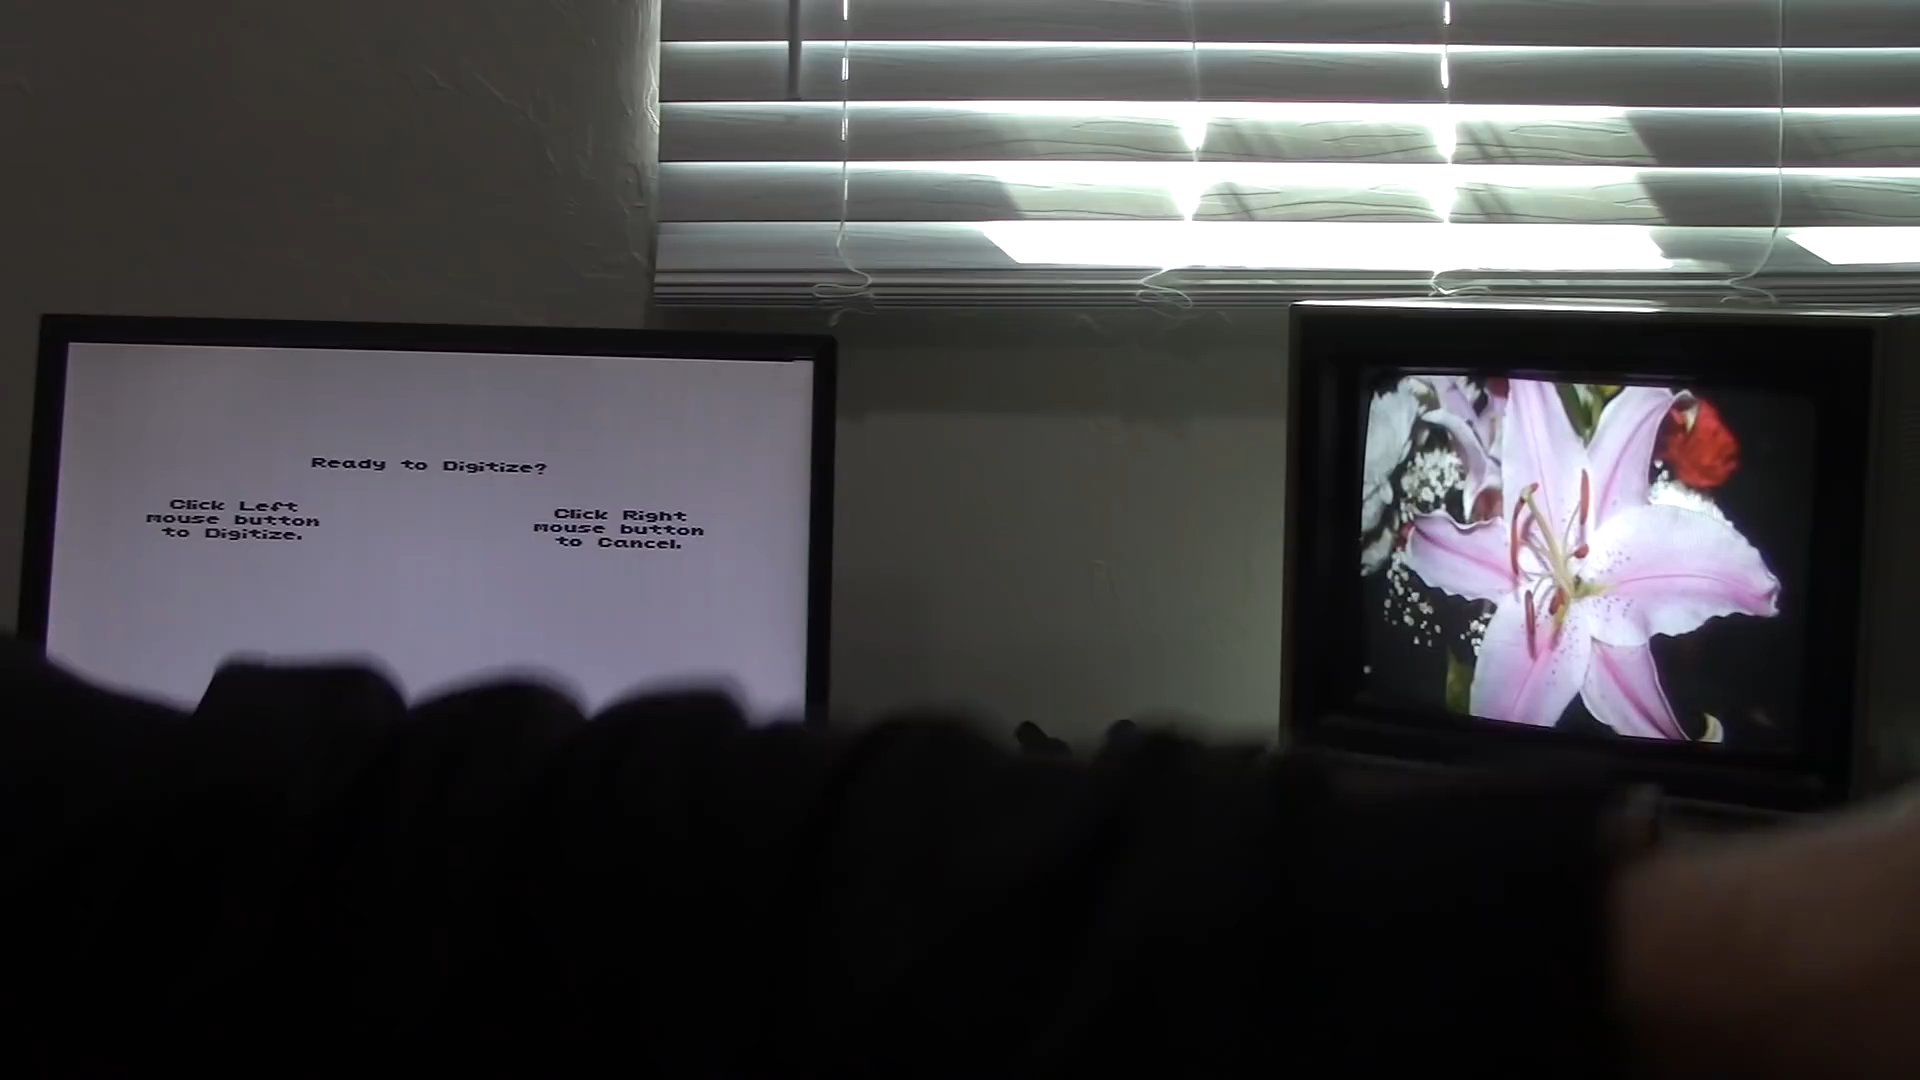 Ready to Digitize?
Click Left
mouse button
to Digitize.
Click Right
mouse button
to Cancel.